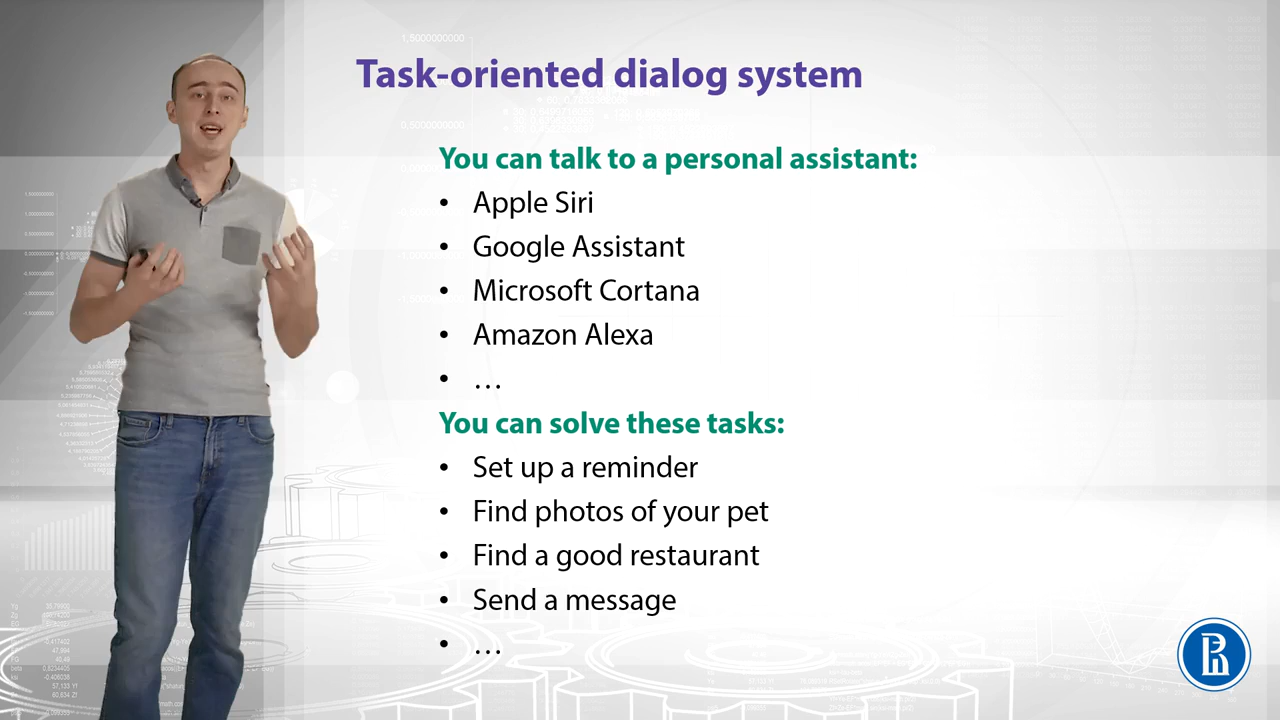 Task-oriented dialog system
You can talk to a personal assistant:
• Apple Siri
• Google Assistant
• Microsoft Cortana
• Amazon Alexa
• …
You can solve these tasks:
• Set up a reminder
• Find photos of your pet
• Find a good restaurant
• Send a message
• …